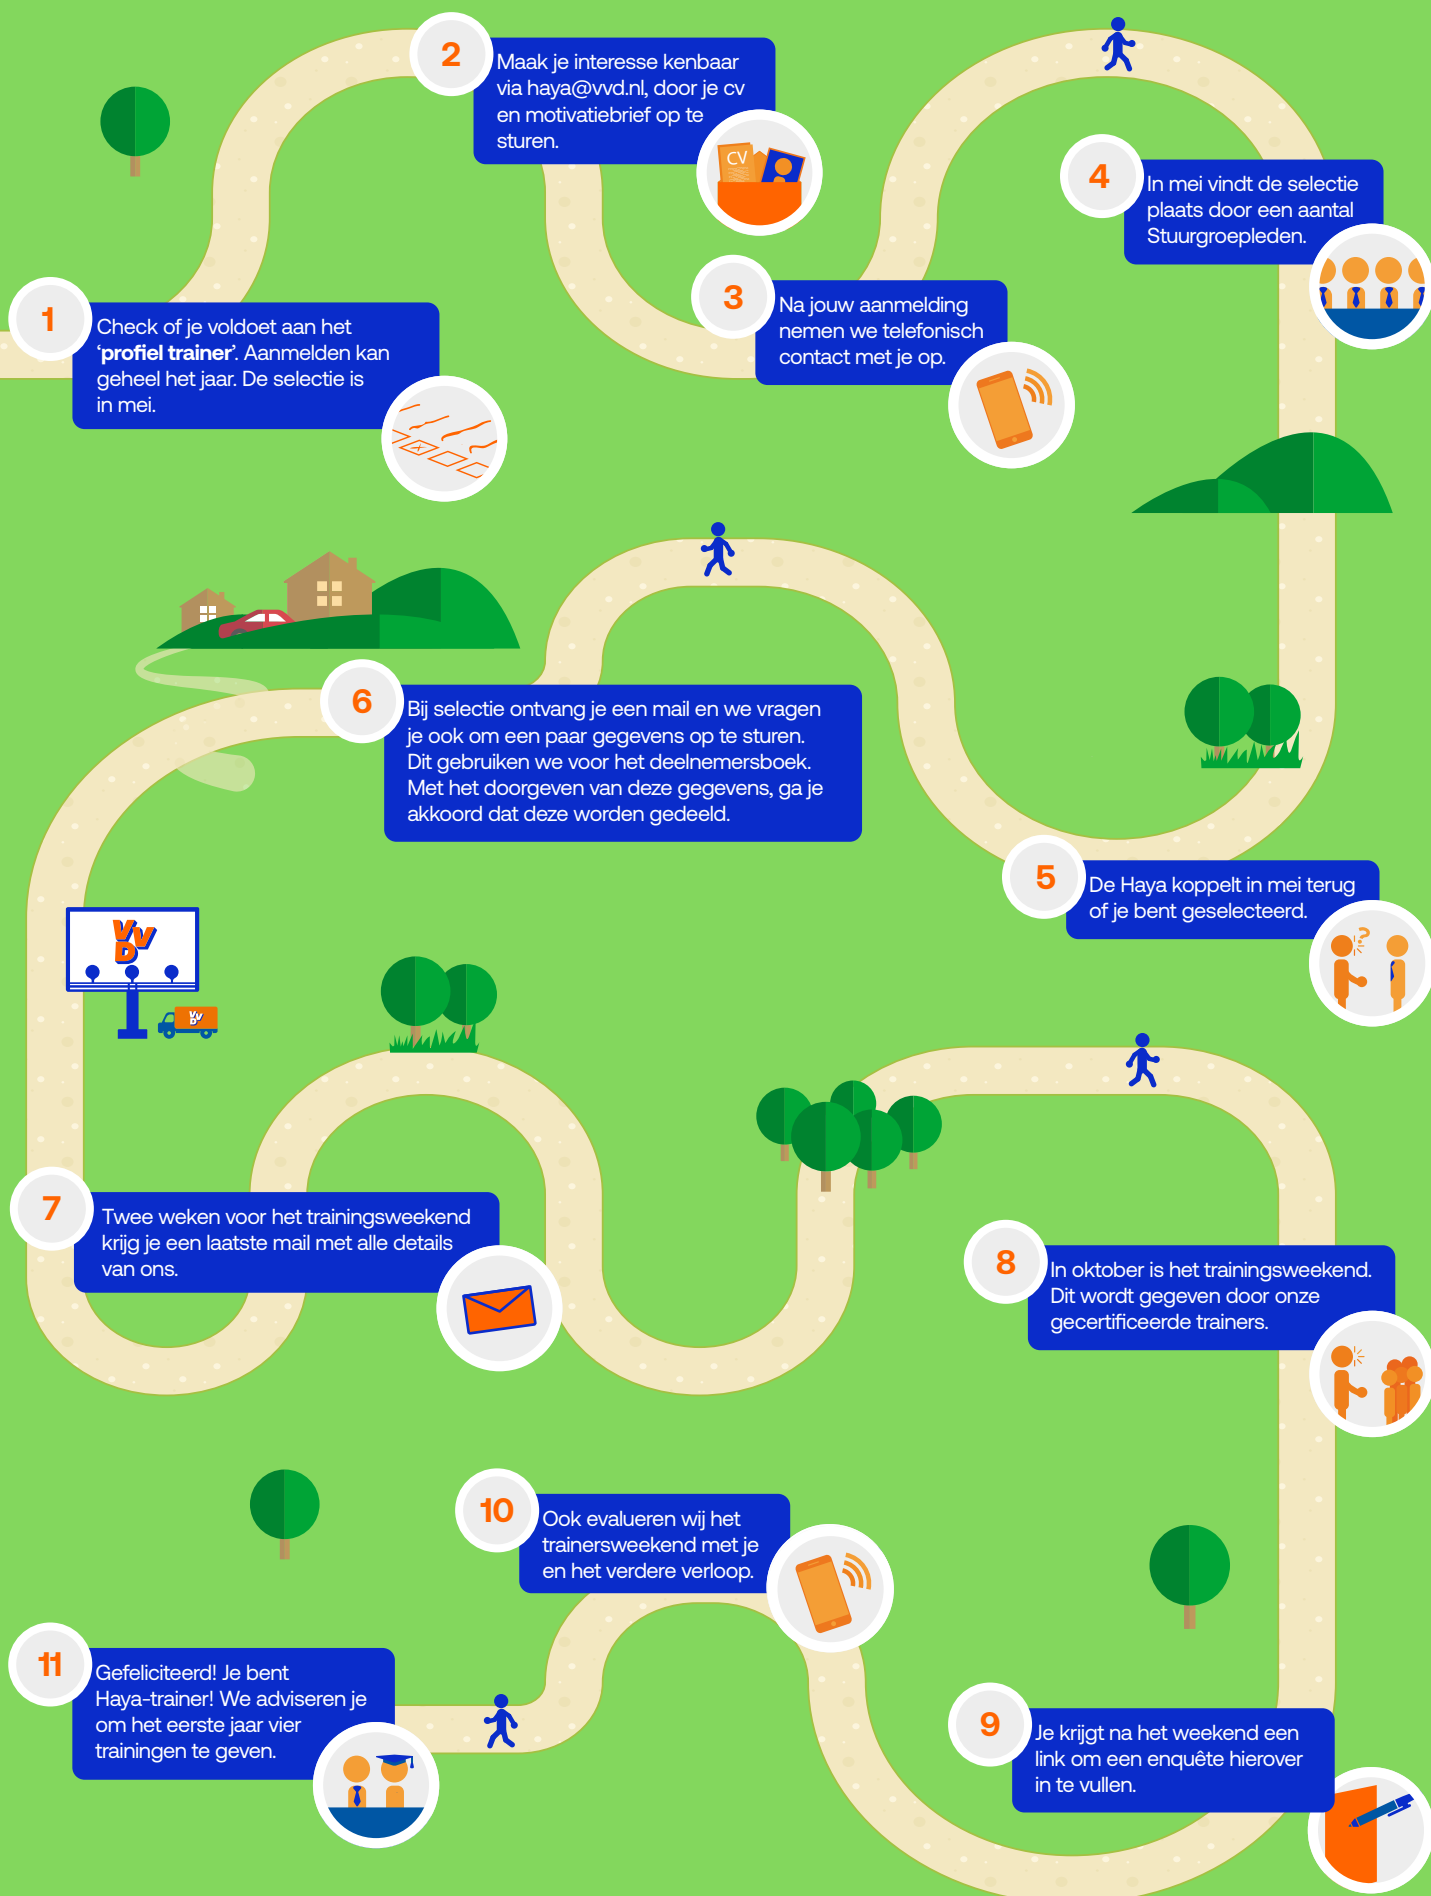 1
Check of je voldoet aan het
‘profiel trainer’. Aanmelden kan
geheel het jaar. De selectie is
in mei.
2
Maak je interesse kenbaar
via haya@vvd.nl, door je cv
en motivatiebrief op te
sturen.
CV
3
Na jouw aanmelding
nemen we telefonisch
contact met je op.
4
In mei vindt de selectie
plaats door een aantal
Stuurgroepleden.
5
De Haya koppelt in mei terug
of je bent geselecteerd.
?
6
Bij selectie ontvang je een mail en we vragen
je ook om een paar gegevens op te sturen.
Dit gebruiken we voor het deelnemersboek.
Met het doorgeven van deze gegevens, ga je
akkoord dat deze worden gedeeld.
VVD
VVD
7
Twee weken voor het trainingsweekend
krijg je een laatste mail met alle details
van ons.
8
In oktober is het trainingsweekend.
Dit wordt gegeven door onze
gecertificeerde trainers.
9
Je krijgt na het weekend een
link om een enquête hierover
in te vullen.
10
Ook evalueren wij het
trainersweekend met je
en het verdere verloop.
11
Gefeliciteerd! Je bent
Haya-trainer! We adviseren je
om het eerste jaar vier
trainingen te geven.